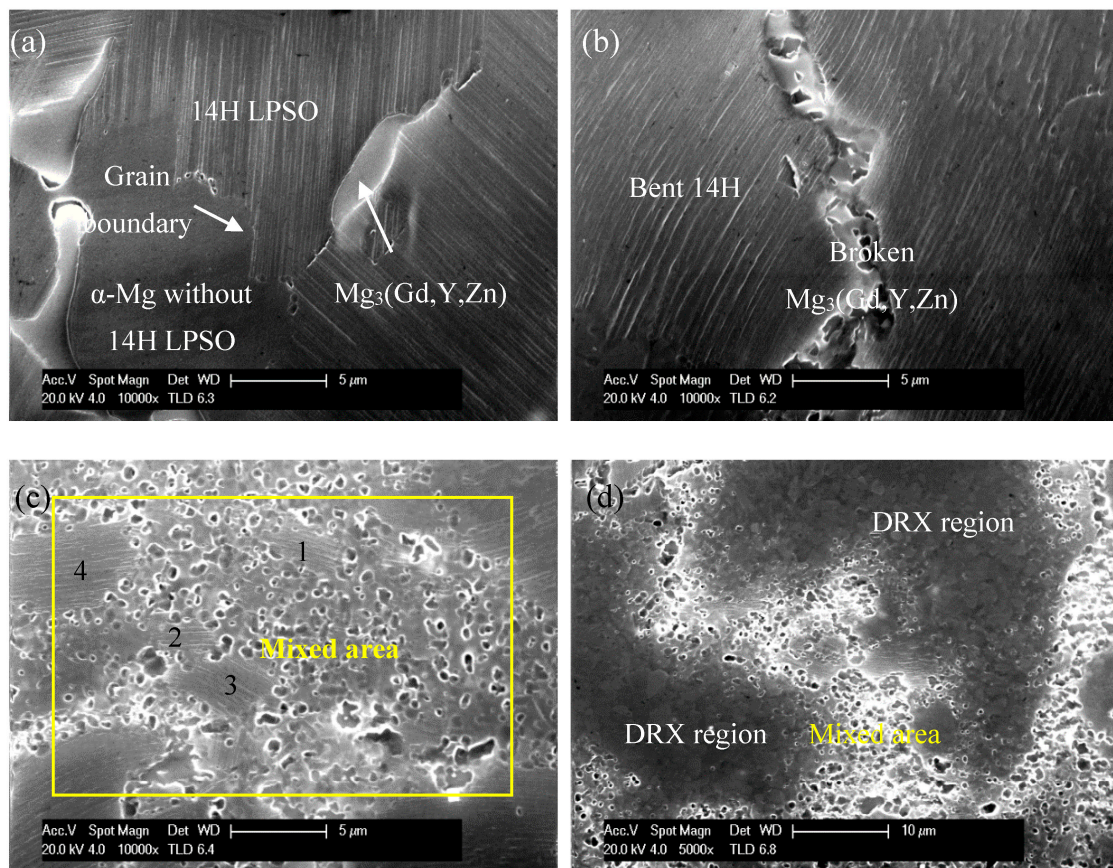 (a)
14H LPSO
Grain
boundary
α-Mg without
14H LPSO
Mg₃(Gd,Y,Zn)
Acc.V Spot Magn Det WD 5 μm
20.0 kV 4.0 10000x TLD 6.3
(b)
Bent 14H
Broken
Mg₃(Gd,Y,Zn)
Acc.V Spot Magn Det WD 5 μm
20.0 kV 4.0 10000x TLD 6.2
(c)
1
4
2
Mixed area
3
Acc.V Spot Magn Det WD 5 μm
20.0 kV 4.0 10000x TLD 6.4
(d)
DRX region
DRX region
Mixed area
Acc.V Spot Magn Det WD 10 μm
20.0 kV 4.0 5000x TLD 6.8